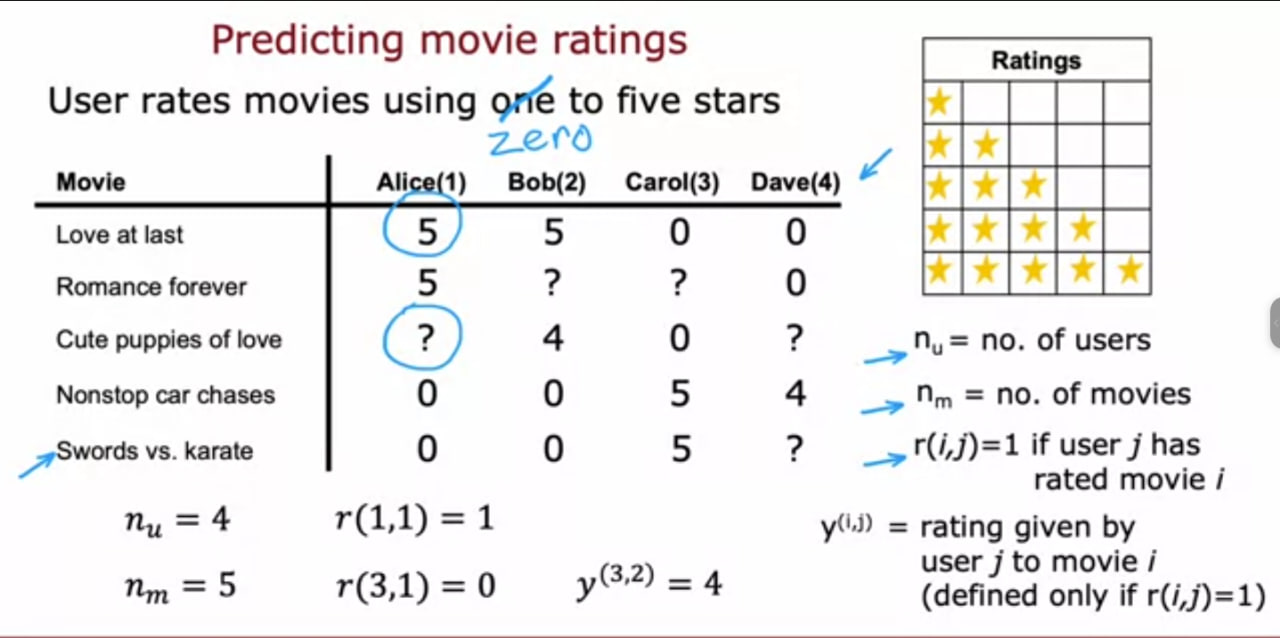 Predicting movie ratings
User rates movies using one to five stars
zero
Movie Alice(1) Bob(2) Carol(3) Dave(4)
Love at last 5 5 0 0
Romance forever 5 ? ? 0
Cute puppies of love ? 4 0 ?
Nonstop car chases 0 0 5 4
Swords vs. karate 0 0 5 ?
n_u = 4 r(1,1) = 1
n_m = 5 r(3,1) = 0 y^(3,2) = 4
Ratings
n_u = no. of users
n_m = no. of movies
r(i,j)=1 if user j has
rated movie i
y^(i,j) = rating given by
user j to movie i
(defined only if r(i,j)=1)